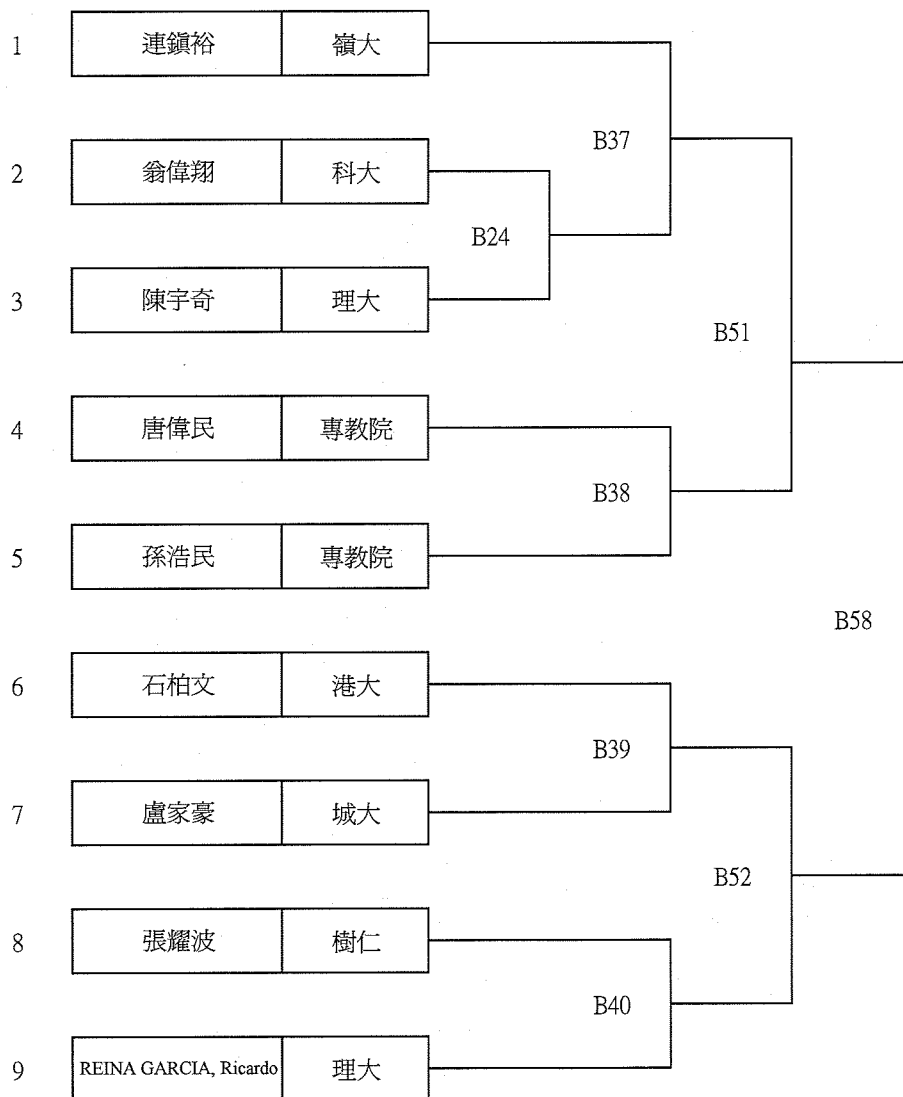 1 連鎮裕 嶺大
B37
2 翁偉翔 科大
B24
3 陳宇奇 理大
B51
4 唐偉民 專教院
B38
5 孫浩民 專教院
B58
6 石柏文 港大
B39
7 盧家豪 城大
B52
8 張耀波 樹仁
B40
9 REINA GARCIA, Ricardo 理大